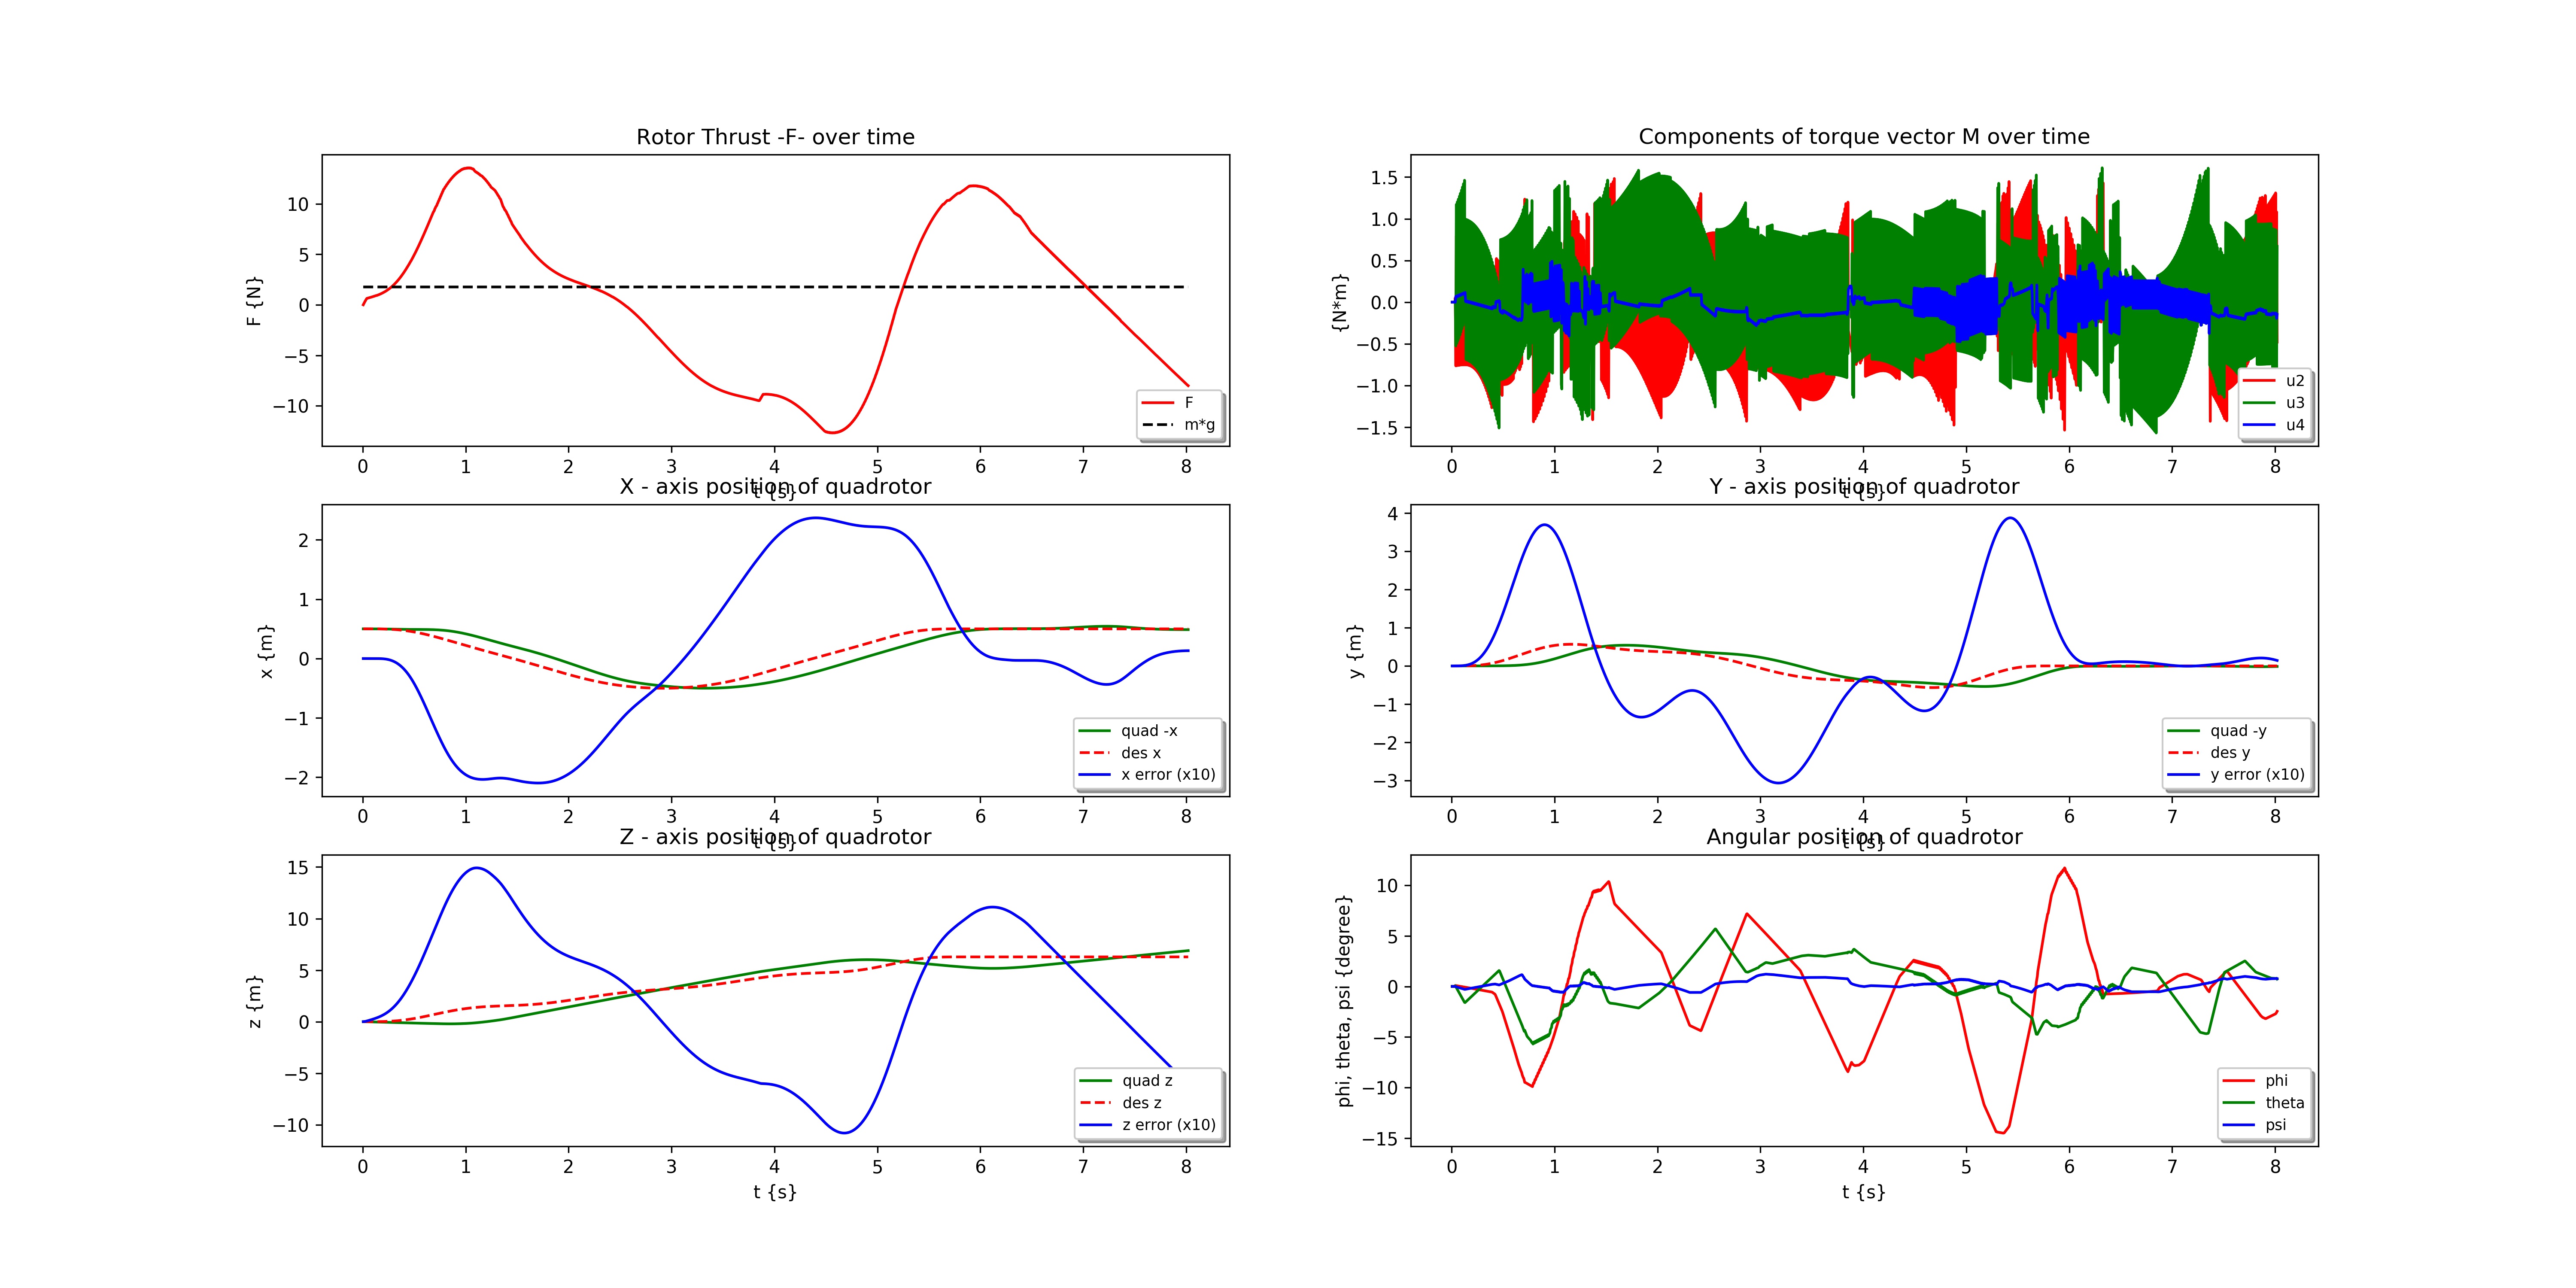 Rotor Thrust -F- over time
F {N}
10
5
0
−5
−10
F
m*g
0 1 2 3 4 5 6 7 8
t {s}
Components of torque vector M over time
{N*m}
1.5
1.0
0.5
0.0
−0.5
−1.0
−1.5
u2
u3
u4
0 1 2 3 4 5 6 7 8
t {s}
X - axis position of quadrotor
x {m}
2
1
0
−1
−2
quad -x
des x
x error (x10)
0 1 2 3 4 5 6 7 8
t {s}
Y - axis position of quadrotor
y {m}
4
3
2
1
0
−1
−2
−3
quad -y
des y
y error (x10)
0 1 2 3 4 5 6 7 8
t {s}
Z - axis position of quadrotor
z {m}
15
10
5
0
−5
−10
quad z
des z
z error (x10)
0 1 2 3 4 5 6 7 8
t {s}
Angular position of quadrotor
phi, theta, psi {degree}
10
5
0
−5
−10
−15
phi
theta
psi
0 1 2 3 4 5 6 7 8
t {s}